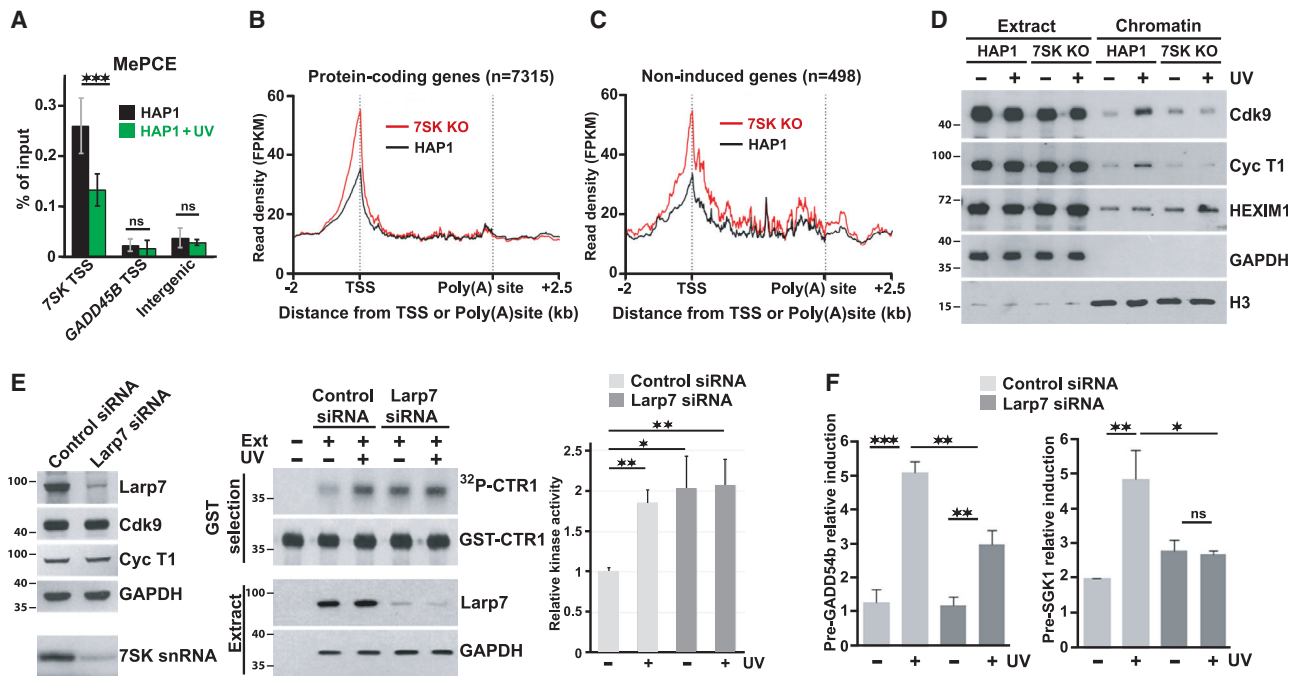 A
MePCE
***
HAP1
HAP1 + UV
ns
ns
% of input
0.3
0.2
0.1
0
7SK TSS
GADD45B TSS
Intergenic
B
Protein-coding genes (n=7315)
7SK KO
HAP1
Read density (FPKM)
60
40
20
0
-2
TSS
Poly(A) site
+2.5
Distance from TSS or Poly(A)site (kb)
C
Non-induced genes (n=498)
7SK KO
HAP1
Read density (FPKM)
60
40
20
0
-2
TSS
Poly(A) site
+2.5
Distance from TSS or Poly(A)site (kb)
D
Extract Chromatin
HAP1 7SK KO HAP1 7SK KO
– + – + – + – + UV
40 Cdk9
100 Cyc T1
72 HEXIM1
55
40 GAPDH
35
15 H3
E
Control siRNA
Larp7 siRNA
100 Larp7
55 Cdk9
40
100 Cyc T1
40 GAPDH
35
7SK snRNA
Control siRNA
Larp7 siRNA
Ext – + + + +
UV + +
GST selection
35 32P-CTR1
GST-CTR1
35
Extract
100 Larp7
40 GAPDH
35
Control siRNA
Larp7 siRNA
**
*
**
Relative kinase activity
2.5
2
1.5
1
0.5
0
– + – + UV
F
Control siRNA
Larp7 siRNA
*** **
**
Pre-GADD54b relative induction
6
5
4
3
2
1
0
– + – + UV
** *
ns
Pre-SGK1 relative induction
6
5
4
3
2
1
0
– + – + UV